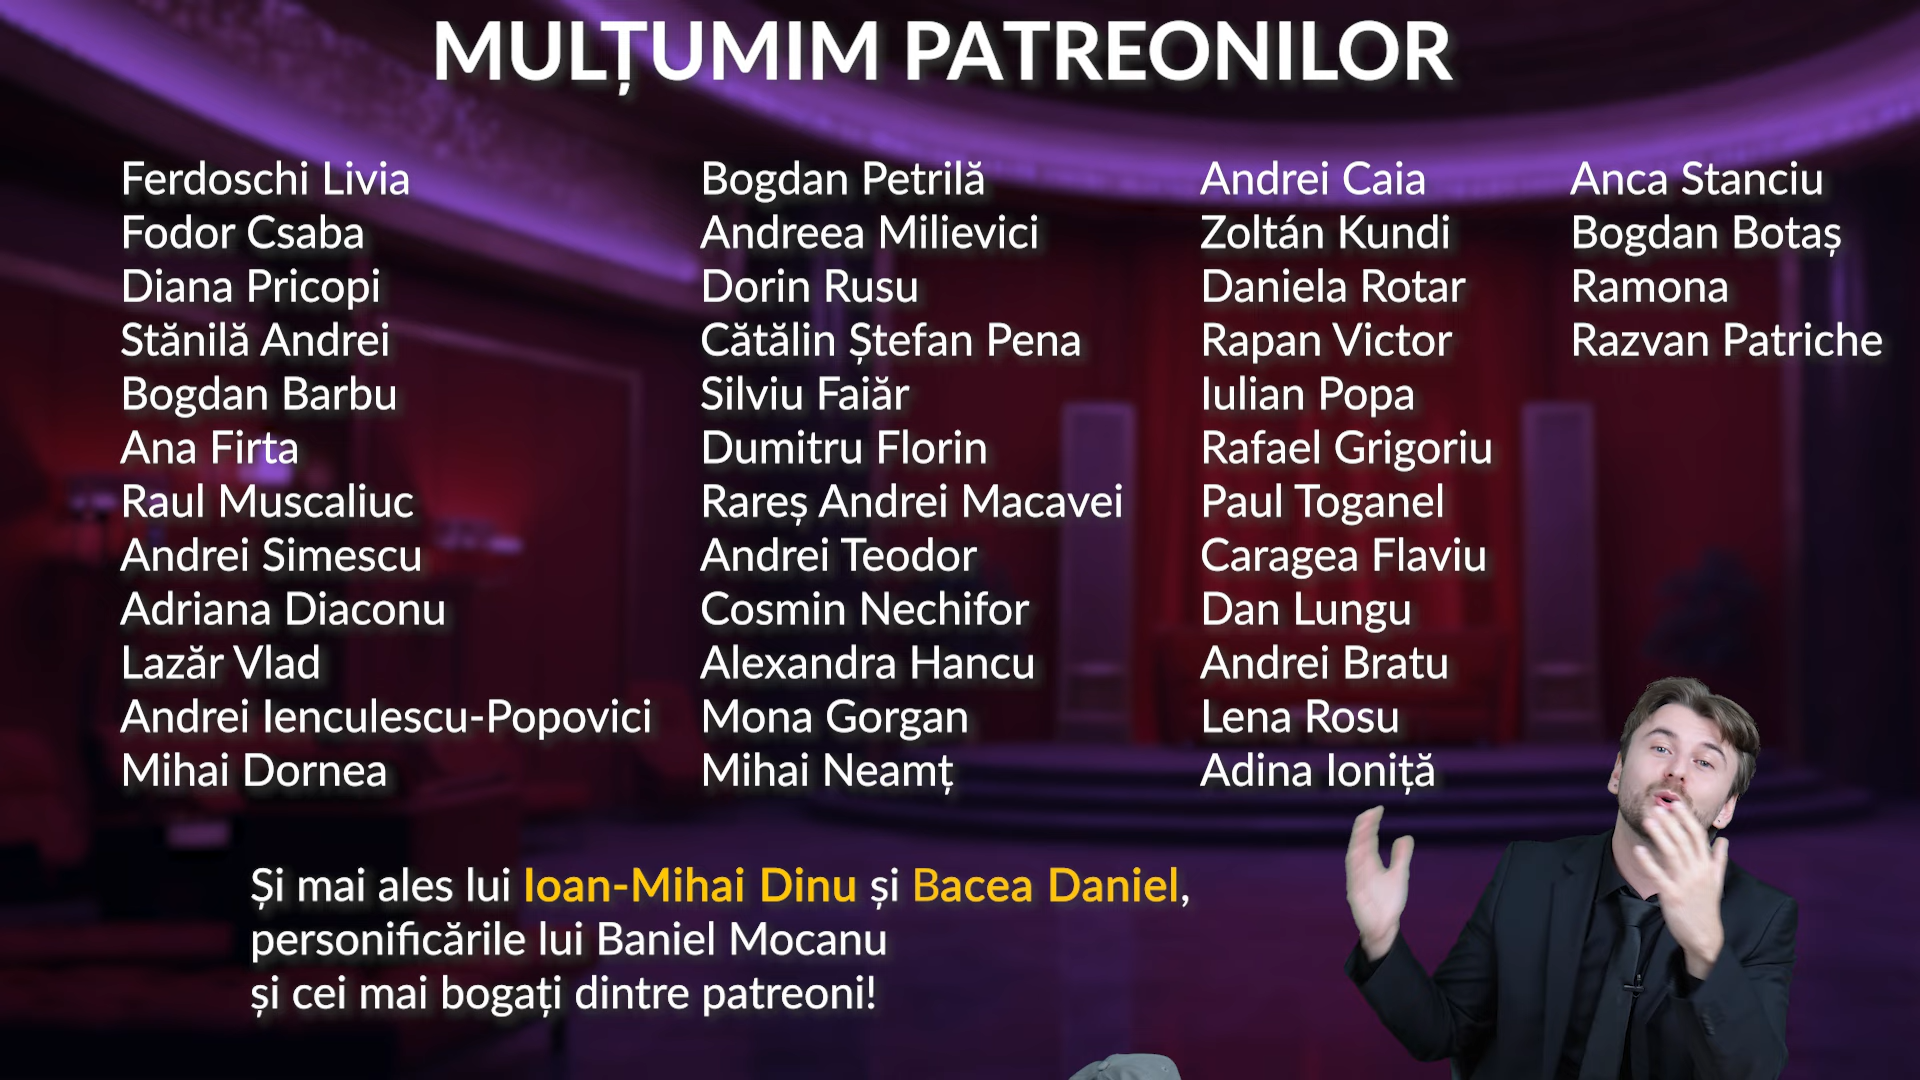 MULȚUMIM PATREONILOR
Ferdoschi Livia
Fodor Csaba
Diana Pricopi
Stănilă Andrei
Bogdan Barbu
Ana Firta
Raul Muscaliuc
Andrei Simescu
Adriana Diaconu
Lazăr Vlad
Andrei Ienculescu-Popovici
Mihai Dornea
Bogdan Petrilă
Andreea Milievici
Dorin Rusu
Cătălin Ștefan Pena
Silviu Faiăr
Dumitru Florin
Rareș Andrei Macavei
Andrei Teodor
Cosmin Nechifor
Alexandra Hancu
Mona Gorgan
Mihai Neamț
Andrei Caia
Zoltán Kundi
Daniela Rotar
Rapan Victor
Iulian Popa
Rafael Grigoriu
Paul Toganel
Caragea Flaviu
Dan Lungu
Andrei Bratu
Lena Rosu
Adina Ioniță
Anca Stanciu
Bogdan Botaș
Ramona
Razvan Patriche
Și mai ales lui Ioan-Mihai Dinu și Bacea Daniel,
personificările lui Baniel Mocanu
și cei mai bogați dintre patreoni!